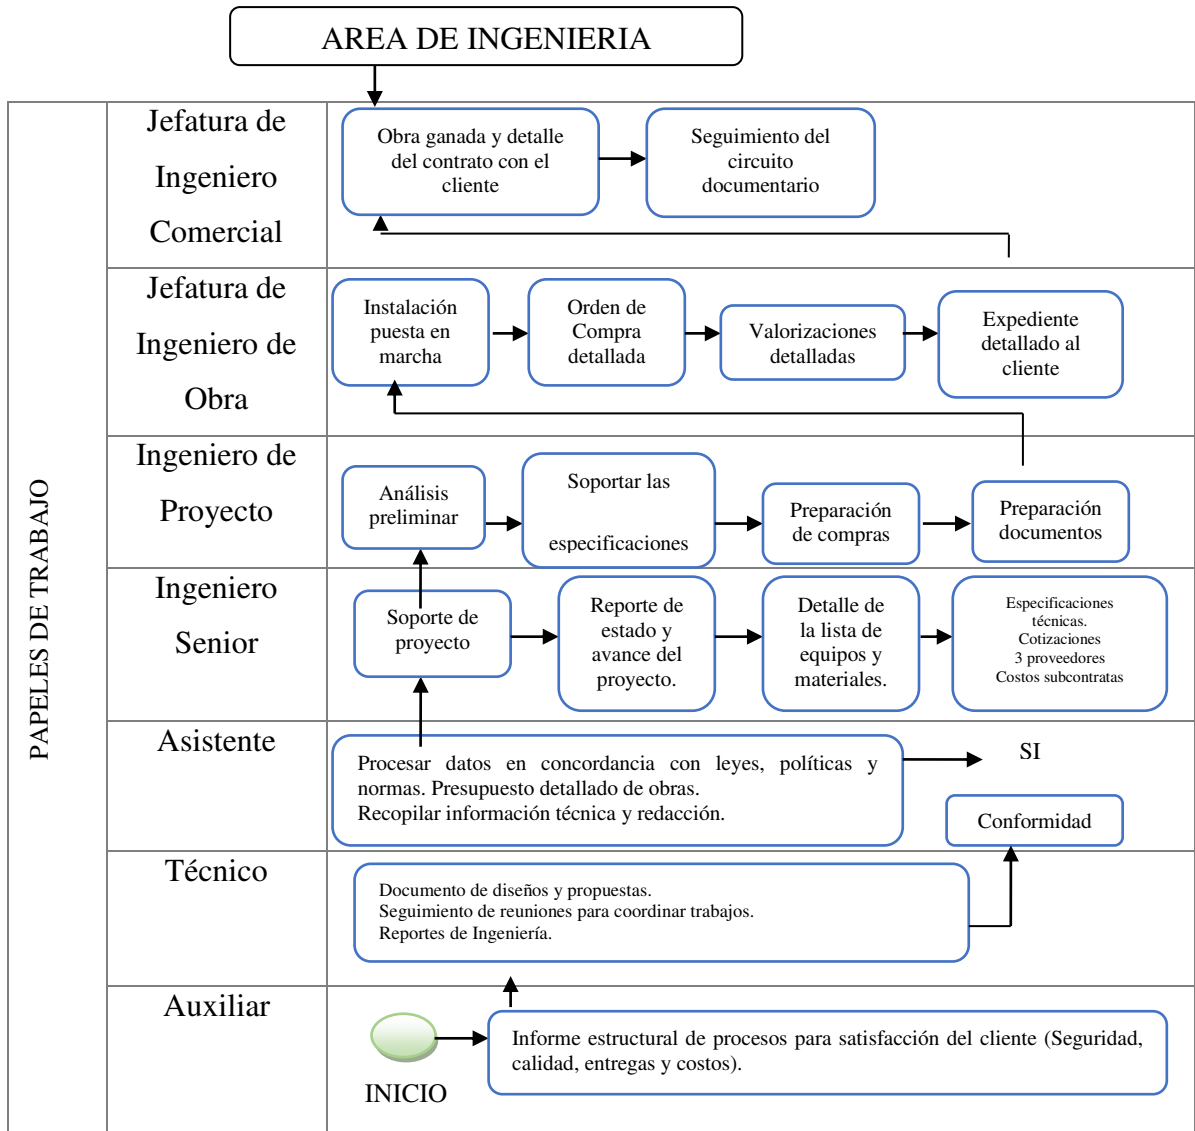 AREA DE INGENIERIA
PAPELES DE TRABAJO
Jefatura de
Ingeniero
Comercial
Obra ganada y detalle
del contrato con el
cliente
Seguimiento del
circuito
documentario
Jefatura de
Ingeniero de
Obra
Instalación
puesta en
marcha
Orden de
Compra
detallada
Valorizaciones
detalladas
Expediente
detallado al
cliente
Ingeniero de
Proyecto
Análisis
preliminar
Soportar las
especificaciones
Preparación
de compras
Preparación
documentos
Ingeniero
Senior
Soporte de
proyecto
Reporte de
estado y
avance del
proyecto.
Detalle de
la lista de
equipos y
materiales.
Especificaciones
técnicas.
Cotizaciones
3 proveedores
Costos subcontratas
Asistente
Procesar datos en concordancia con leyes, políticas y
normas. Presupuesto detallado de obras.
Recopilar información técnica y redacción.
SI
Conformidad
Técnico
Documento de diseños y propuestas.
Seguimiento de reuniones para coordinar trabajos.
Reportes de Ingeniería.
Auxiliar
INICIO
Informe estructural de procesos para satisfacción del cliente (Seguridad,
calidad, entregas y costos).